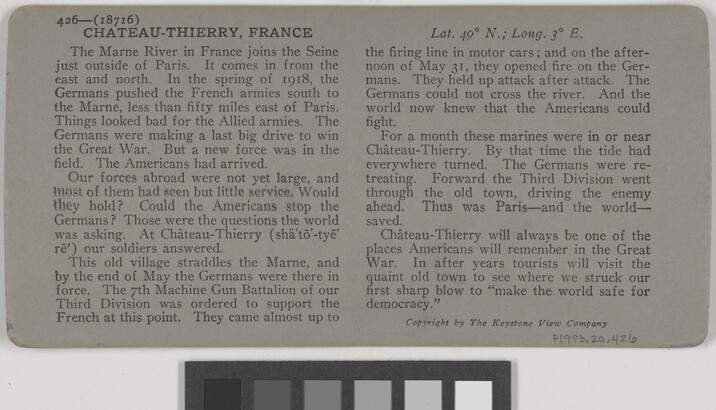 426—(18716)
CHATEAU-THIERRY, FRANCE
Lat. 49° N.; Long. 3° E.
The Marne River in France joins the Seine
just outside of Paris. It comes in from the
east and north. In the spring of 1918, the
Germans pushed the French armies south to
the Marne, less than fifty miles east of Paris.
Things looked bad for the Allied armies. The
Germans were making a last big drive to win
the Great War. But a new force was in the
field. The Americans had arrived.
Our forces abroad were not yet large, and
most of them had seen but little service. Would
they hold? Could the Americans stop the
Germans? Those were the questions the world
was asking. At Château-Thierry (shä'tō'-tyĕ'
rē') our soldiers answered.
This old village straddles the Marne, and
by the end of May the Germans were there in
force. The 7th Machine Gun Battalion of our
Third Division was ordered to support the
French at this point. They came almost up to
the firing line in motor cars; and on the after-
noon of May 31, they opened fire on the Ger-
mans. They held up attack after attack. The
Germans could not cross the river. And the
world now knew that the Americans could
fight.
For a month these marines were in or near
Château-Thierry. By that time the tide had
everywhere turned. The Germans were re-
treating. Forward the Third Division went
through the old town, driving the enemy
ahead. Thus was Paris—and the world—
saved.
Château-Thierry will always be one of the
places Americans will remember in the Great
War. In after years tourists will visit the
quaint old town to see where we struck our
first sharp blow to "make the world safe for
democracy."
Copyright by The Keystone View Company
P1993.20.426